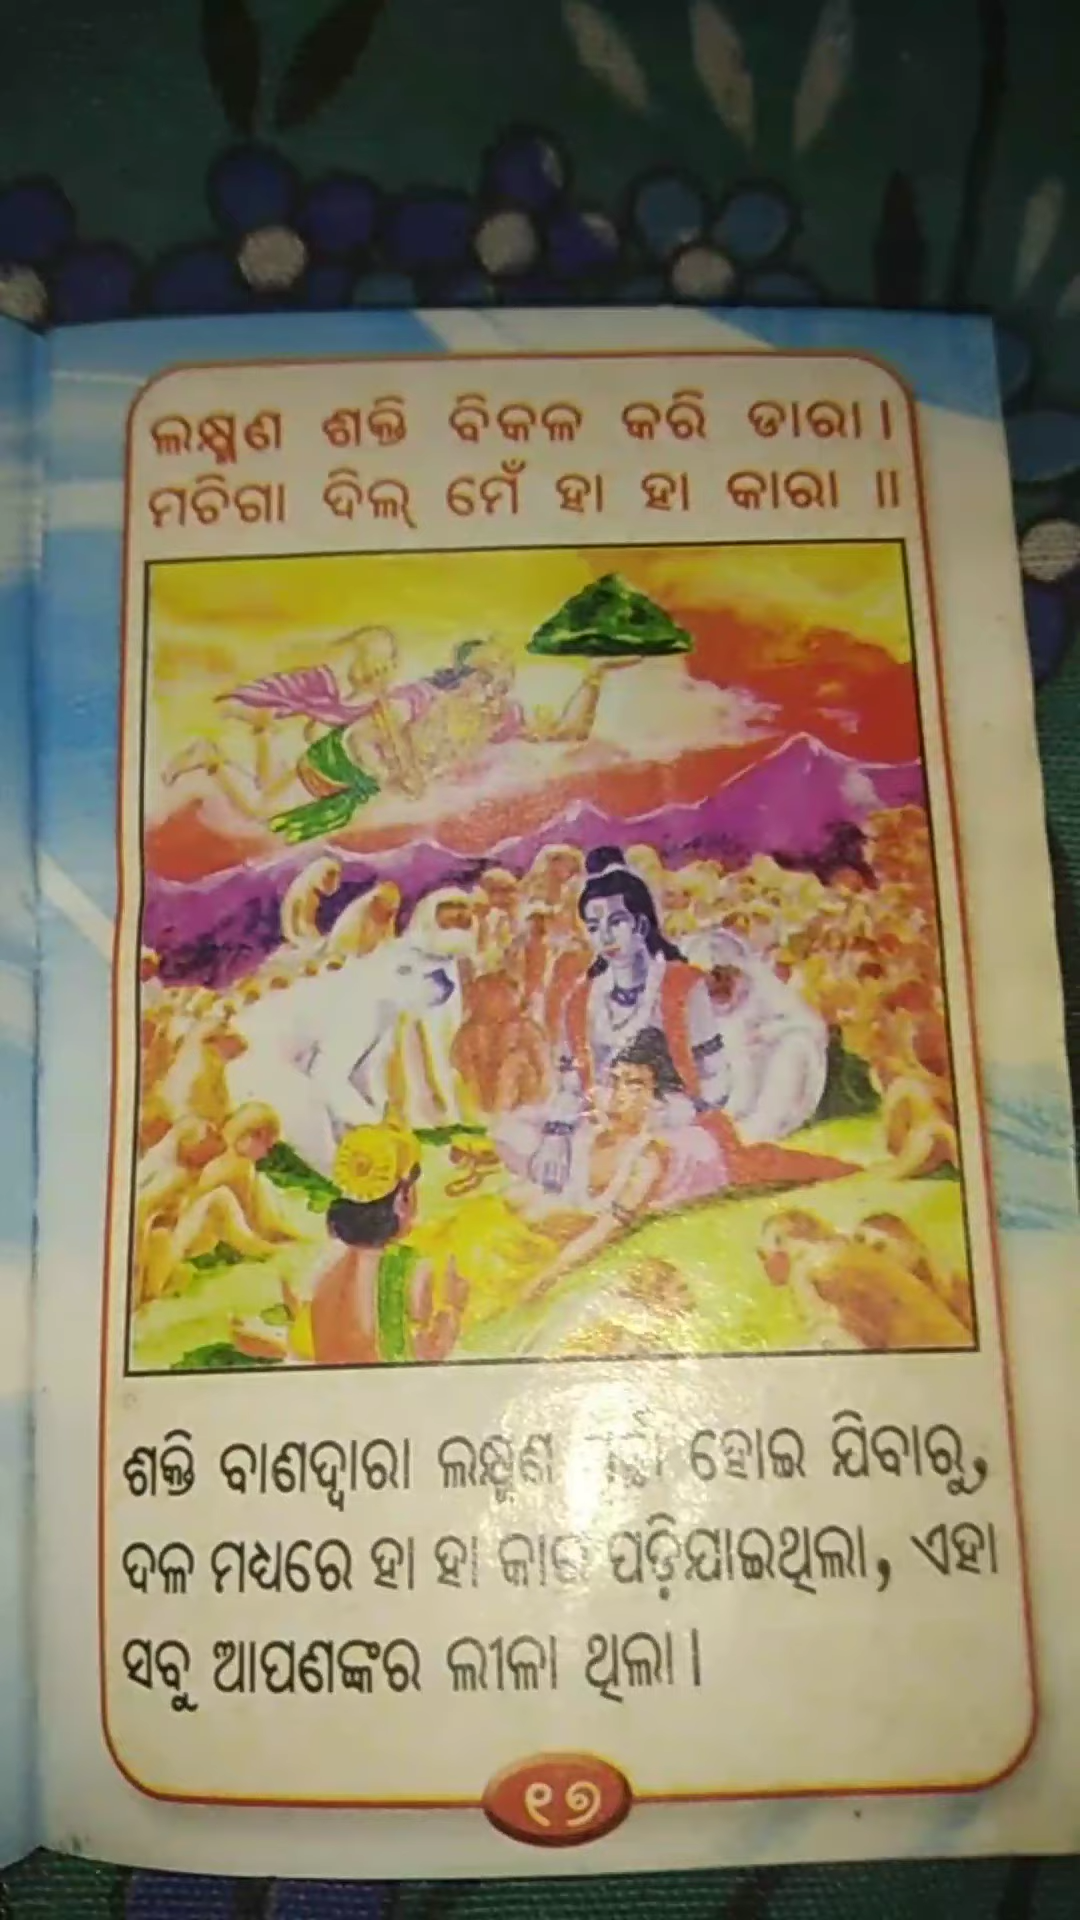 ଲକ୍ଷ୍ମଣ ଶକ୍ତି ବିକଳ କରି ଡାରା।
ମଚିଗା ଦିଲ୍ ମେଁ ହା ହା କାରା ॥
ଶକ୍ତି ବାଣଦ୍ୱାରା ଲକ୍ଷ୍ମଣ ହୋଇ ଯିବାରୁ,
ଦଳ ମଧ୍ୟରେ ହା ହା କାର ପଡ଼ିଯାଇଥିଲା, ଏହା
ସବୁ ଆପଣଙ୍କର ଲୀଳା ଥିଲା।
୧୭